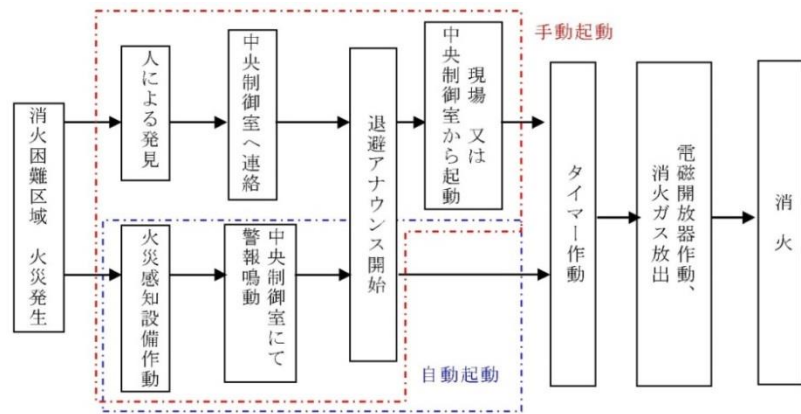 消火困難区域 火災発生
人による発見
中央制御室へ連絡
火災感知設備作動
中央制御室にて
警報鳴動
退避アナウンス開始
現場 又は
中央制御室から起動
手動起動
自動起動
タイマー作動
電磁開放器作動、
消火ガス放出
消火